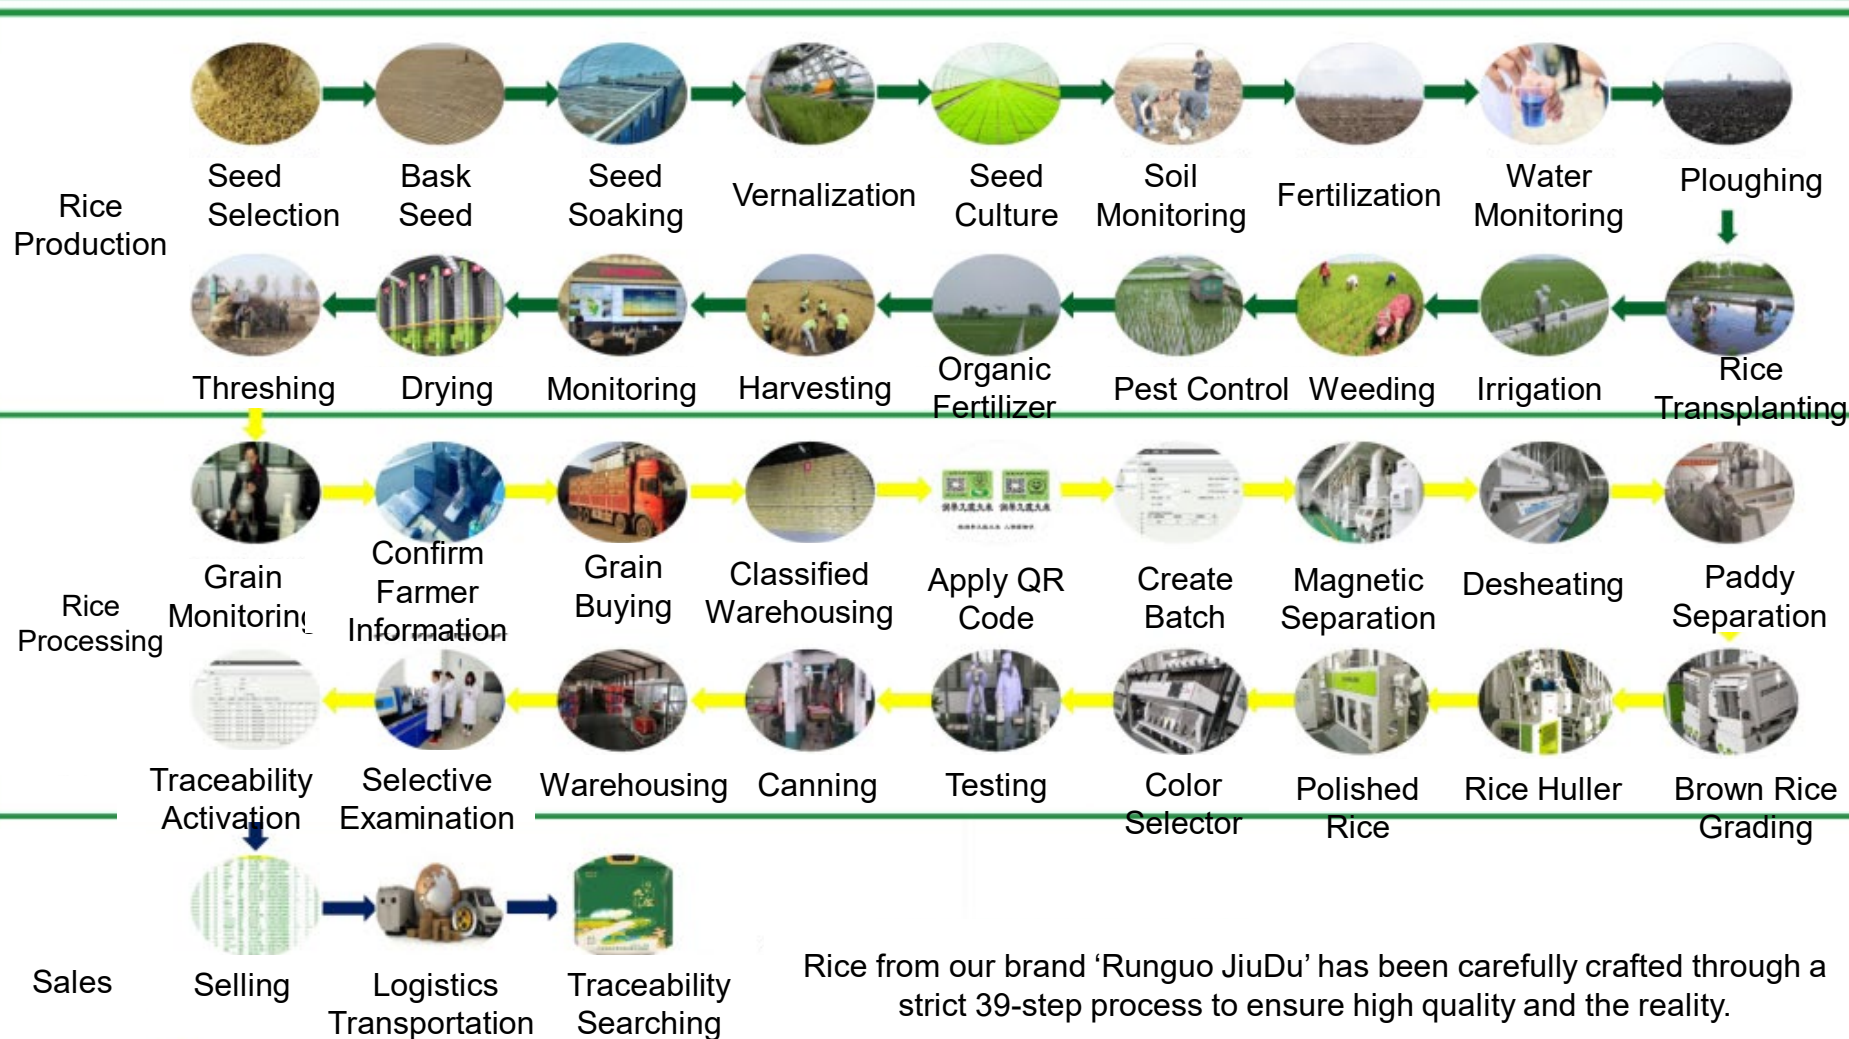 Rice
Production
Seed
Selection
Bask
Seed
Seed
Soaking
Vernalization
Seed
Culture
Soil
Monitoring
Fertilization
Water
Monitoring
Ploughing
Threshing
Drying
Monitoring
Harvesting
Organic
Fertilizer
Pest Control
Weeding
Irrigation
Rice
Transplanting
Rice
Processing
Grain
Monitoring
Confirm
Farmer
Information
Grain
Buying
Classified
Warehousing
Apply QR
Code
Create
Batch
Magnetic
Separation
Desheating
Paddy
Separation
Traceability
Activation
Selective
Examination
Warehousing
Canning
Testing
Color
Selector
Polished
Rice
Rice Huller
Brown Rice
Grading
Sales
Selling
Logistics
Transportation
Traceability
Searching
Rice from our brand ‘Runguo JiuDu’ has been carefully crafted through a
strict 39-step process to ensure high quality and the reality.